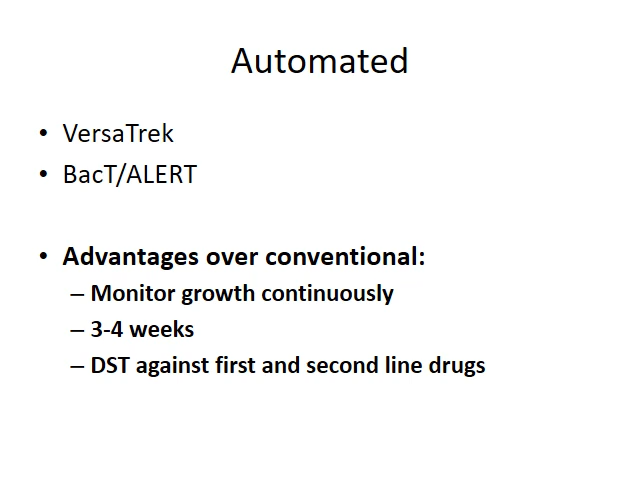 Automated
• VersaTrek
• BacT/ALERT
• Advantages over conventional:
– Monitor growth continuously
– 3-4 weeks
– DST against first and second line drugs